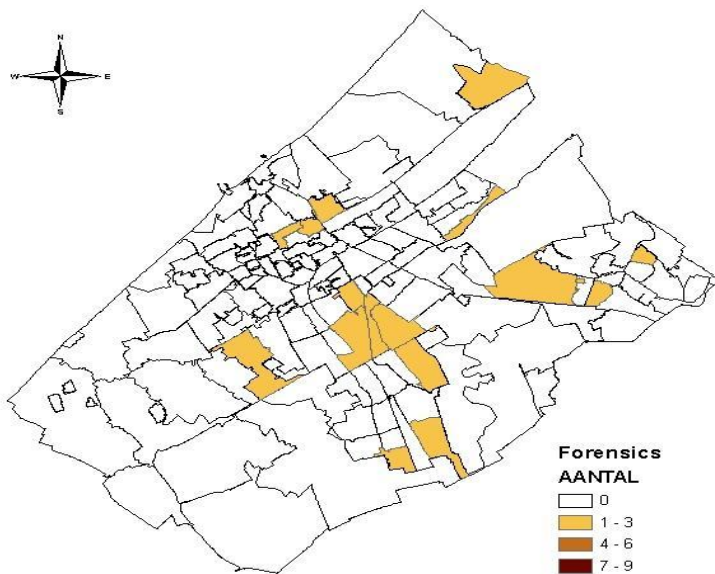 N
W E
S
Forensics
AANTAL
0
1 - 3
4 - 6
7 - 9